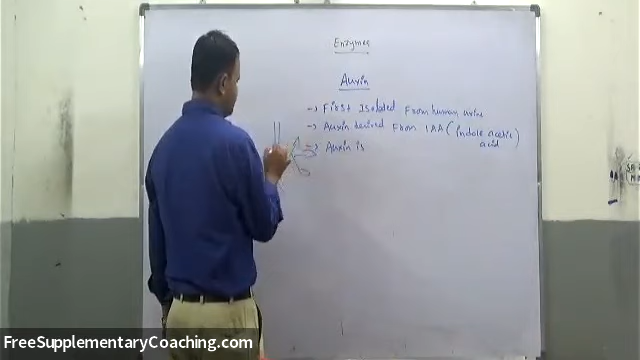 Enzymes
Auxin
-> First Isolated From human urine
-> Auxin derived From IAA (indole acetic acid)
-> Auxin is
FreeSupplementaryCoaching.com